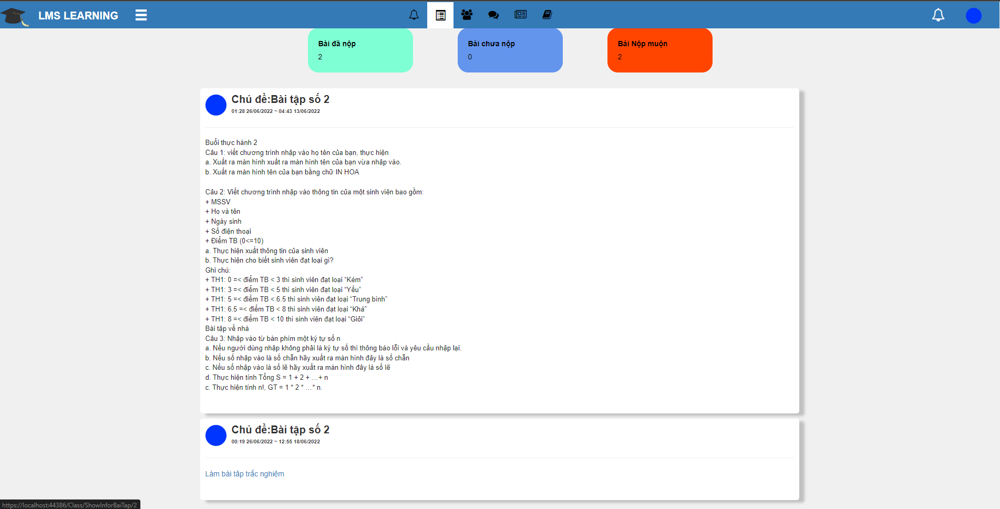 LMS LEARNING
Bài đã nộp
2
Bài chưa nộp
0
Bài Nộp muộn
2
Chủ đề:Bài tập số 2
01:28 26/06/2022 ~ 04:43 13/06/2022
Buổi thực hành 2
Câu 1: viết chương trình nhập vào họ tên của bạn, thực hiện
a. Xuất ra màn hình xuất ra màn hình tên của bạn vừa nhập vào.
b. Xuất ra màn hình tên của bạn bằng chữ IN HOA
Câu 2: Viết chương trình nhập vào thông tin của một sinh viên bao gồm:
+ MSSV
+ Họ và tên
+ Ngày sinh
+ Số điện thoại
+ Điểm TB (0<=10)
a. Thực hiện xuất thông tin của sinh viên
b. Thực hiện cho biết sinh viên đạt loại gì?
Ghi chú:
+ TH1: 0 =< điểm TB < 3 thì sinh viên đạt loại “Kém”
+ TH1: 3 =< điểm TB < 5 thì sinh viên đạt loại “Yếu”
+ TH1: 5 =< điểm TB < 6.5 thì sinh viên đạt loại “Trung bình”
+ TH1: 6.5 =< điểm TB < 8 thì sinh viên đạt loại “Khá”
+ TH1: 8 =< điểm TB < 10 thì sinh viên đạt loại “Giỏi”
Bài tập về nhà
Câu 3: Nhập vào từ bàn phím một ký tự số n
a. Nếu người dùng nhập không phải là ký tự số thì thông báo lỗi và yêu cầu nhập lại.
b. Nếu số nhập vào là số chẵn hãy xuất ra màn hình đây là số chẵn
c. Nếu số nhập vào là số lẽ hãy xuất ra màn hình đây là số lẽ
d. Thực hiện tính Tổng S = 1 + 2 + …+ n
c. Thực hiện tính n!, GT = 1 * 2 * …* n.
Chủ đề:Bài tập số 2
00:19 26/06/2022 ~ 12:55 18/06/2022
Làm bài tâp trắc nghiệm
https://localhost:44386/Class/ShowInforBaiTap/2